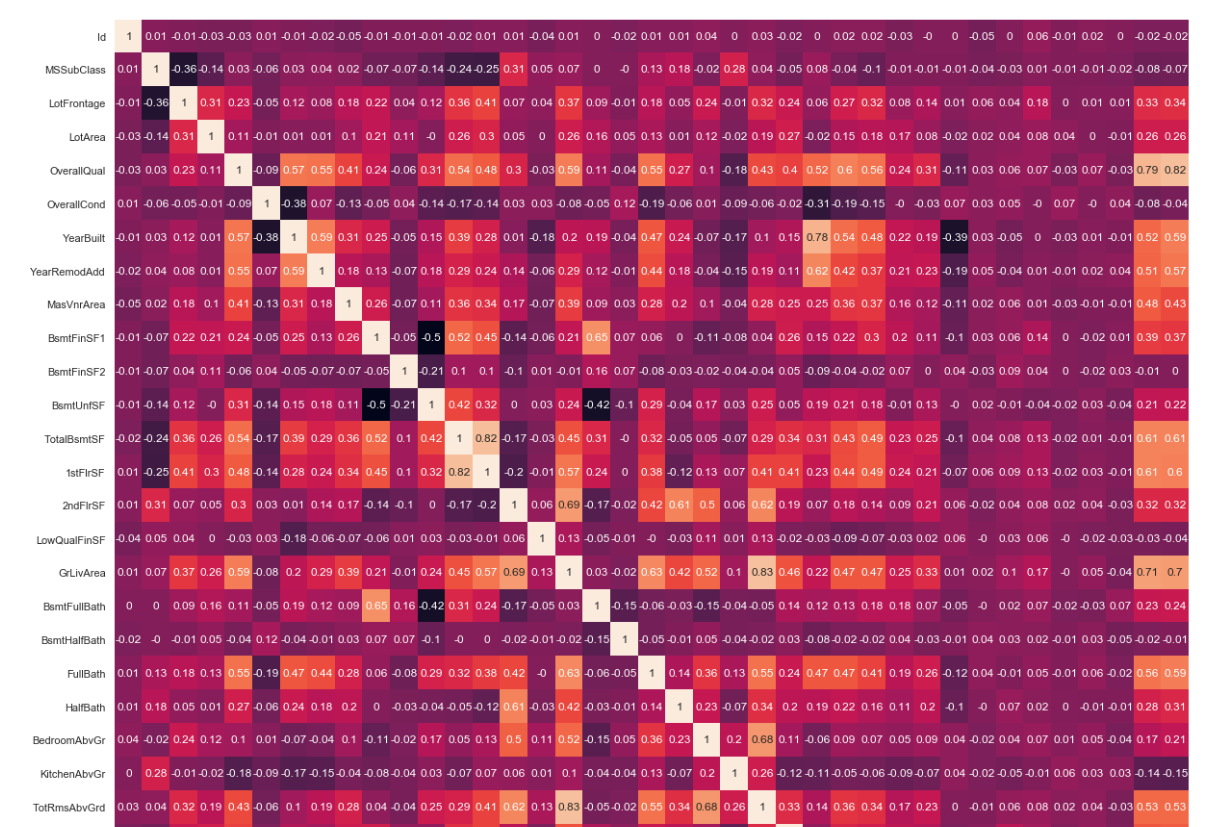 Id 1 0.01 -0.01 -0.03 -0.03 0.01 -0.01 -0.02 -0.05 -0.01 -0.01 -0.01 -0.02 0.01 0.01 -0.04 0.01 0 -0.02 0.01 0.01 0.04 0 0.03 -0.02 0 0.02 0.02 -0.03 -0 0 -0.05 0 0.06 -0.01 0.02 0 -0.02 -0.02
MSSubClass 0.01 1 -0.36 -0.14 0.03 -0.06 0.03 0.04 0.02 -0.07 -0.07 -0.14 -0.24 -0.25 0.31 0.05 0.07 0 -0 0.13 0.18 -0.02 0.28 0.04 -0.05 0.08 -0.04 -0.1 -0.01 -0.01 -0.01 -0.04 -0.03 0.01 -0.01 -0.01 -0.02 -0.08 -0.07
LotFrontage -0.01 -0.36 1 0.31 0.23 -0.05 0.12 0.08 0.18 0.22 0.04 0.12 0.36 0.41 0.07 0.04 0.37 0.09 -0.01 0.18 0.05 0.24 -0.01 0.32 0.24 0.06 0.27 0.32 0.08 0.14 0.01 0.06 0.04 0.18 0 0.01 0.01 0.33 0.34
LotArea -0.03 -0.14 0.31 1 0.11 -0.01 0.01 0.01 0.1 0.21 0.11 -0 0.26 0.3 0.05 0 0.26 0.16 0.05 0.13 0.01 0.12 -0.02 0.19 0.27 -0.02 0.15 0.18 0.17 0.08 -0.02 0.02 0.04 0.08 0.04 0 -0.01 0.26 0.26
OverallQual -0.03 0.03 0.23 0.11 1 -0.09 0.57 0.55 0.41 0.24 -0.06 0.31 0.54 0.48 0.3 -0.03 0.59 0.11 -0.04 0.55 0.27 0.1 -0.18 0.43 0.4 0.52 0.6 0.56 0.24 0.31 -0.11 0.03 0.06 0.07 -0.03 0.07 -0.03 0.79 0.82
OverallCond 0.01 -0.06 -0.05 -0.01 -0.09 1 -0.38 0.07 -0.13 -0.05 0.04 -0.14 -0.17 -0.14 0.03 0.03 -0.08 -0.05 0.12 -0.19 -0.06 0.01 -0.09 -0.06 -0.02 -0.31 -0.19 -0.15 -0 -0.03 0.07 0.03 0.05 -0 0.07 -0 0.04 -0.08 -0.04
YearBuilt -0.01 0.03 0.12 0.01 0.57 -0.38 1 0.59 0.31 0.25 -0.05 0.15 0.39 0.28 0.01 -0.18 0.2 0.19 -0.04 0.47 0.24 -0.07 -0.17 0.1 0.15 0.78 0.54 0.48 0.22 0.19 -0.39 0.03 -0.05 0 -0.03 0.01 -0.01 0.52 0.59
YearRemodAdd -0.02 0.04 0.08 0.01 0.55 0.07 0.59 1 0.18 0.13 -0.07 0.18 0.29 0.24 0.14 -0.06 0.29 0.12 -0.01 0.44 0.18 -0.04 -0.15 0.19 0.11 0.62 0.42 0.37 0.21 0.23 -0.19 0.05 -0.04 0.01 -0.01 0.02 0.04 0.51 0.57
MasVnrArea -0.05 0.02 0.18 0.1 0.41 -0.13 0.31 0.18 1 0.26 -0.07 0.11 0.36 0.34 0.17 -0.07 0.39 0.09 0.03 0.28 0.2 0.1 -0.04 0.28 0.25 0.25 0.36 0.37 0.16 0.12 -0.11 0.02 0.06 0.01 -0.03 -0.01 -0.01 0.48 0.43
BsmtFinSF1 -0.01 -0.07 0.22 0.21 0.24 -0.05 0.25 0.13 0.26 1 -0.05 -0.5 0.52 0.45 -0.14 -0.06 0.21 0.65 0.07 0.06 0 -0.11 -0.08 0.04 0.26 0.15 0.22 0.3 0.2 0.11 -0.1 0.03 0.06 0.14 0 -0.02 0.01 0.39 0.37
BsmtFinSF2 -0.01 -0.07 0.04 0.11 -0.06 0.04 -0.05 -0.07 -0.07 -0.05 1 -0.21 0.1 0.1 -0.1 0.01 -0.01 0.16 0.07 -0.08 -0.03 -0.02 -0.04 -0.04 0.05 -0.09 -0.04 -0.02 0.07 0 0.04 -0.03 0.09 0.04 0 -0.02 0.03 -0.01 0
BsmtUnfSF -0.01 -0.14 0.12 -0 0.31 -0.14 0.15 0.18 0.11 -0.5 -0.21 1 0.42 0.32 0 0.03 0.24 -0.42 -0.1 0.29 -0.04 0.17 0.03 0.25 0.05 0.19 0.21 0.18 -0.01 0.13 -0 0.02 -0.01 -0.04 -0.02 0.03 -0.04 0.21 0.22
TotalBsmtSF -0.02 -0.24 0.36 0.26 0.54 -0.17 0.39 0.29 0.36 0.52 0.1 0.42 1 0.82 -0.17 -0.03 0.45 0.31 -0 0.32 -0.05 0.05 -0.07 0.29 0.34 0.31 0.43 0.49 0.23 0.25 -0.1 0.04 0.08 0.13 -0.02 0.01 -0.01 0.61 0.61
1stFlrSF 0.01 -0.25 0.41 0.3 0.48 -0.14 0.28 0.24 0.34 0.45 0.1 0.32 0.82 1 -0.2 -0.01 0.57 0.24 0 0.38 -0.12 0.13 0.07 0.41 0.41 0.23 0.44 0.49 0.24 0.21 -0.07 0.06 0.09 0.13 -0.02 0.03 -0.01 0.61 0.6
2ndFlrSF 0.01 0.31 0.07 0.05 0.3 0.03 0.01 0.14 0.17 -0.14 -0.1 0 -0.17 -0.2 1 0.06 0.69 -0.17 -0.02 0.42 0.61 0.5 0.06 0.62 0.19 0.07 0.18 0.14 0.09 0.21 0.06 -0.02 0.04 0.08 0.02 0.04 -0.03 0.32 0.32
LowQualFinSF -0.04 0.05 0.04 0 -0.03 0.03 -0.18 -0.06 -0.07 -0.06 0.01 0.03 -0.03 -0.01 0.06 1 0.13 -0.05 -0.01 -0 -0.03 0.11 0.01 0.13 -0.02 -0.03 -0.09 -0.07 -0.03 0.02 0.06 -0 0.03 0.06 -0 -0.02 -0.03 -0.03 -0.04
GrLivArea 0.01 0.07 0.37 0.26 0.59 -0.08 0.2 0.29 0.39 0.21 -0.01 0.24 0.45 0.57 0.69 0.13 1 0.03 -0.02 0.63 0.42 0.52 0.1 0.83 0.46 0.22 0.47 0.47 0.25 0.33 0.01 0.02 0.1 0.17 -0 0.05 -0.04 0.71 0.7
BsmtFullBath 0 0 0.09 0.16 0.11 -0.05 0.19 0.12 0.09 0.65 0.16 -0.42 0.31 0.24 -0.17 -0.05 0.03 1 -0.15 -0.06 -0.03 -0.15 -0.04 -0.05 0.14 0.12 0.13 0.18 0.18 0.07 -0.05 -0 0.02 0.07 -0.02 -0.02 0.07 0.23 0.24
BsmtHalfBath -0.02 -0 -0.01 0.05 -0.04 0.12 -0.04 -0.01 0.03 0.07 0.07 -0.1 -0 0 -0.02 -0.01 -0.02 -0.15 1 -0.05 -0.01 0.05 -0.04 -0.02 0.03 -0.08 -0.02 -0.02 0.04 -0.03 -0.01 0.04 0.03 0.02 -0.01 0.03 -0.05 -0.02 -0.01
FullBath 0.01 0.13 0.18 0.13 0.55 -0.19 0.47 0.44 0.28 0.06 -0.08 0.29 0.32 0.38 0.42 -0 0.63 -0.06 -0.05 1 0.14 0.36 0.13 0.55 0.24 0.47 0.47 0.41 0.19 0.26 -0.12 0.04 -0.01 0.05 -0.01 0.06 -0.02 0.56 0.59
HalfBath 0.01 0.18 0.05 0.01 0.27 -0.06 0.24 0.18 0.2 0 -0.03 -0.04 -0.05 -0.12 0.61 -0.03 0.42 -0.03 -0.01 0.14 1 0.23 -0.07 0.34 0.2 0.19 0.22 0.16 0.11 0.2 -0.1 -0 0.07 0.02 0 -0.01 -0.01 0.28 0.31
BedroomAbvGr 0.04 -0.02 0.24 0.12 0.1 0.01 -0.07 -0.04 0.1 -0.11 -0.02 0.17 0.05 0.13 0.5 0.11 0.52 -0.15 0.05 0.36 0.23 1 0.2 0.68 0.11 -0.06 0.09 0.07 0.05 0.09 0.04 -0.02 0.04 0.07 0.01 0.05 -0.04 0.17 0.21
KitchenAbvGr 0 0.28 -0.01 -0.02 -0.18 -0.09 -0.17 -0.15 -0.04 -0.08 -0.04 0.03 -0.07 0.07 0.06 0.01 0.1 -0.04 -0.04 0.13 -0.07 0.2 1 0.26 -0.12 -0.11 -0.05 -0.06 -0.09 -0.07 0.04 -0.02 -0.05 -0.01 0.06 0.03 0.03 -0.14 -0.15
TotRmsAbvGrd 0.03 0.04 0.32 0.19 0.43 -0.06 0.1 0.19 0.28 0.04 -0.04 0.25 0.29 0.41 0.62 0.13 0.83 -0.05 -0.02 0.55 0.34 0.68 0.26 1 0.33 0.14 0.36 0.34 0.17 0.23 0 -0.01 0.06 0.08 0.02 0.04 -0.03 0.53 0.53